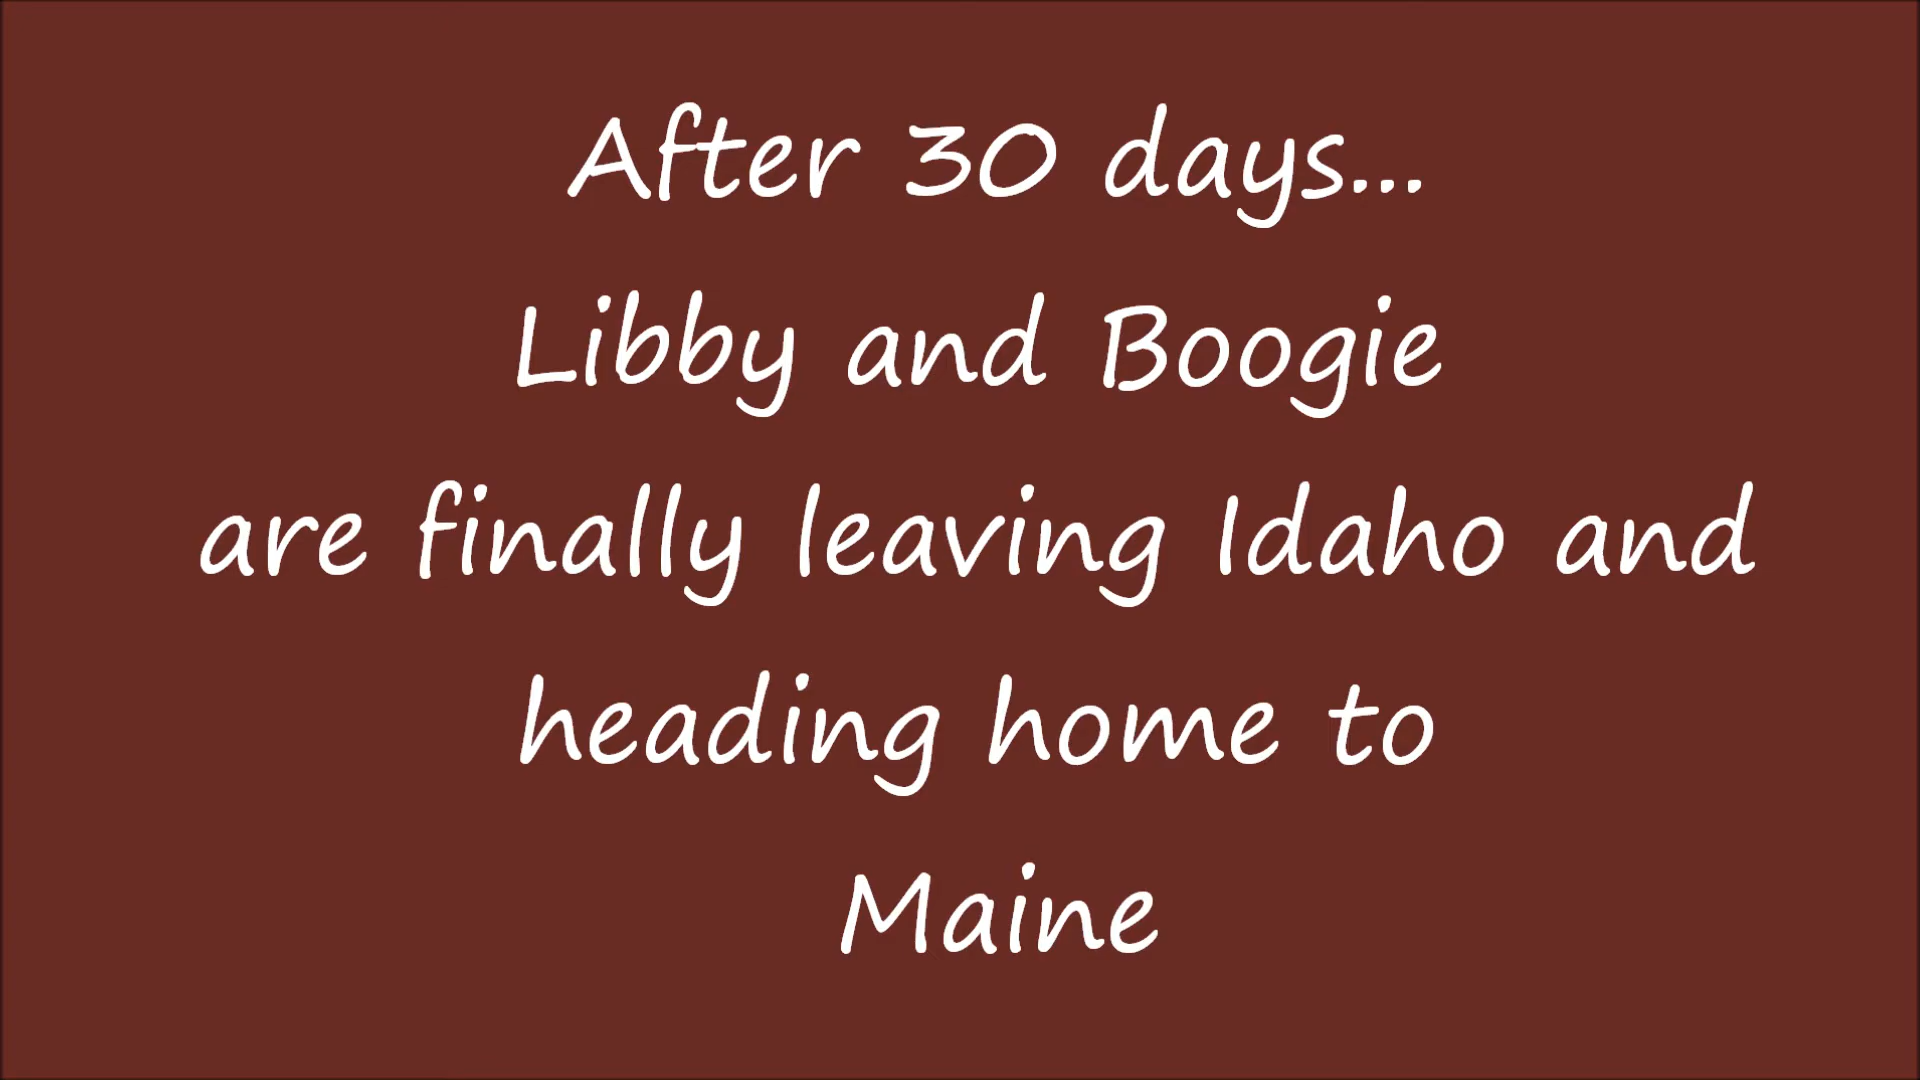 After 30 days...
Libby and Boogie
are finally leaving Idaho and
heading home to
Maine